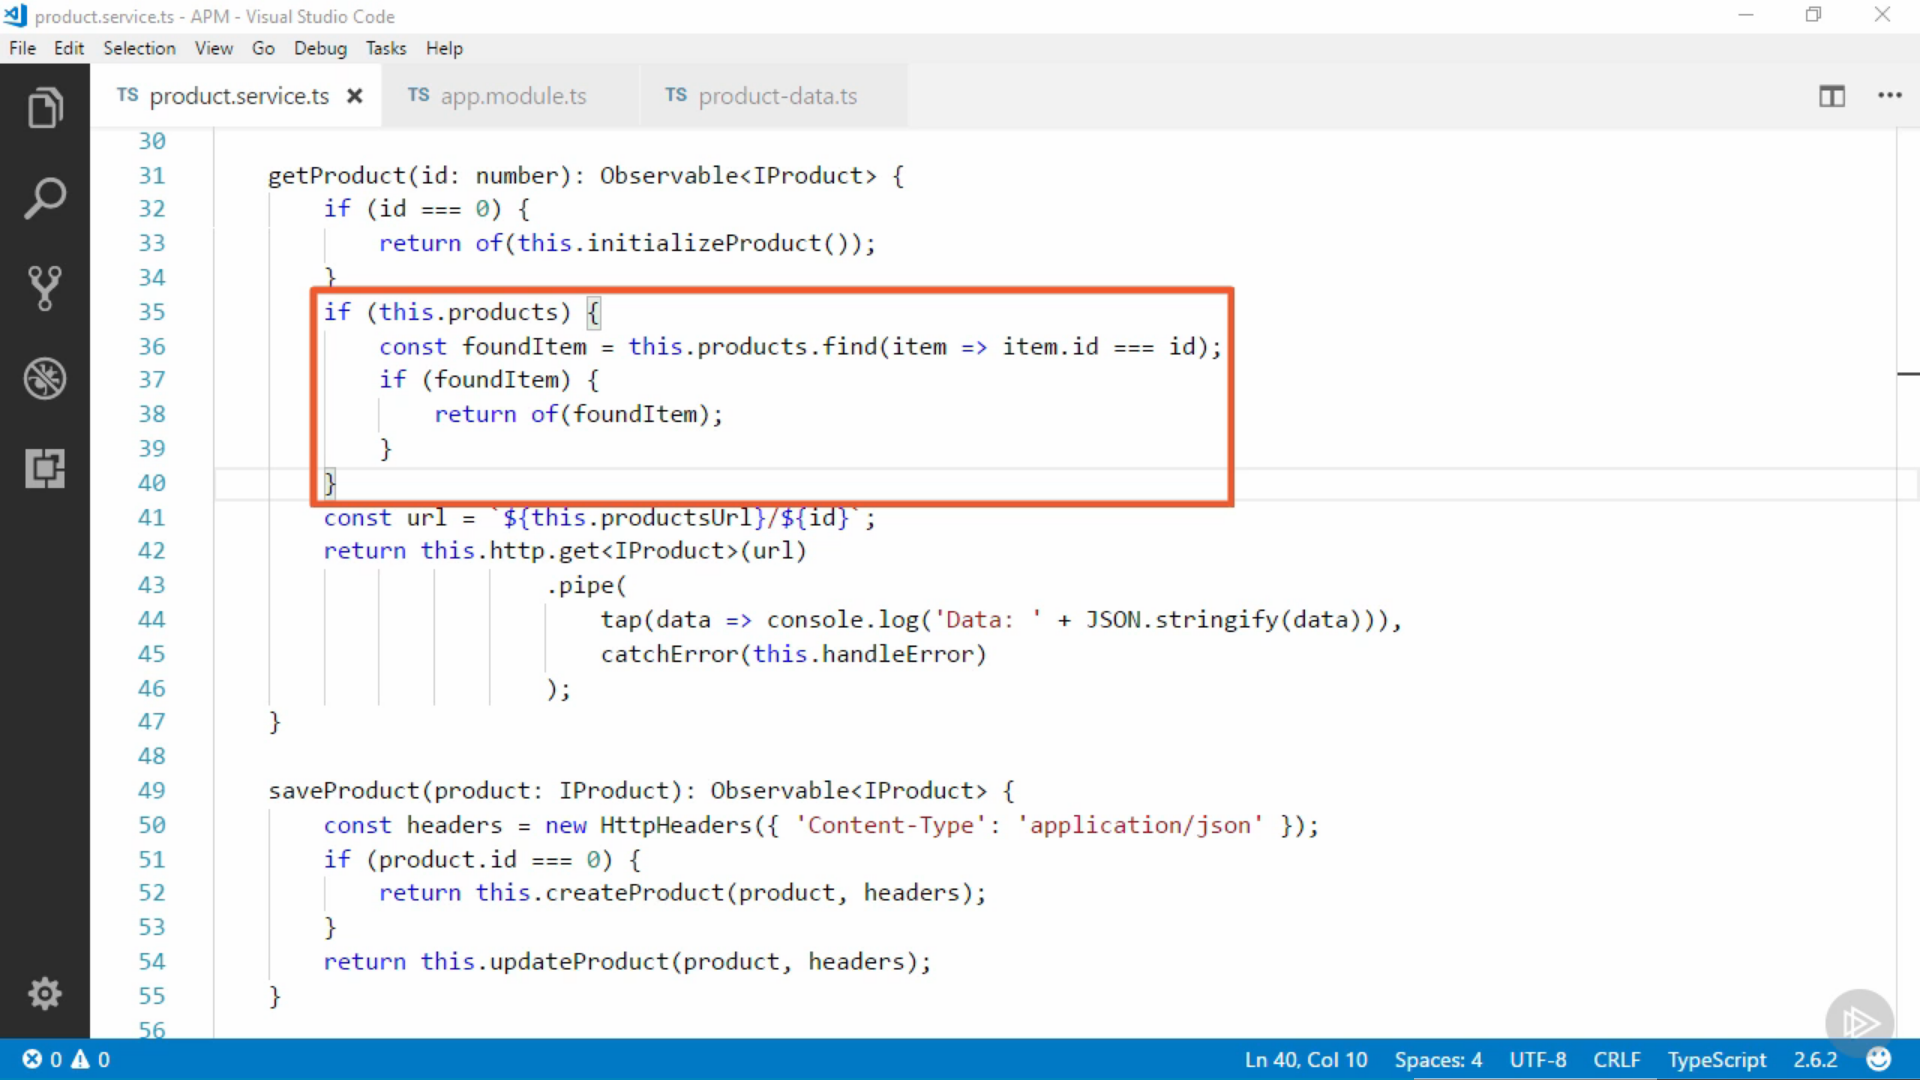 product.service.ts - APM - Visual Studio Code
File Edit Selection View Go Debug Tasks Help
TS product.service.ts TS app.module.ts TS product-data.ts
30
31 getProduct(id: number): Observable<IProduct> {
32 if (id === 0) {
33 return of(this.initializeProduct());
34 }
35 if (this.products) {
36 const foundItem = this.products.find(item => item.id === id);
37 if (foundItem) {
38 return of(foundItem);
39 }
40 }
41 const url = `${this.productsUrl}/${id}`;
42 return this.http.get<IProduct>(url)
43 .pipe(
44 tap(data => console.log('Data: ' + JSON.stringify(data))),
45 catchError(this.handleError)
46 );
47 }
48
49 saveProduct(product: IProduct): Observable<IProduct> {
50 const headers = new HttpHeaders({ 'Content-Type': 'application/json' });
51 if (product.id === 0) {
52 return this.createProduct(product, headers);
53 }
54 return this.updateProduct(product, headers);
55 }
56
0 0 Ln 40, Col 10 Spaces: 4 UTF-8 CRLF TypeScript 2.6.2